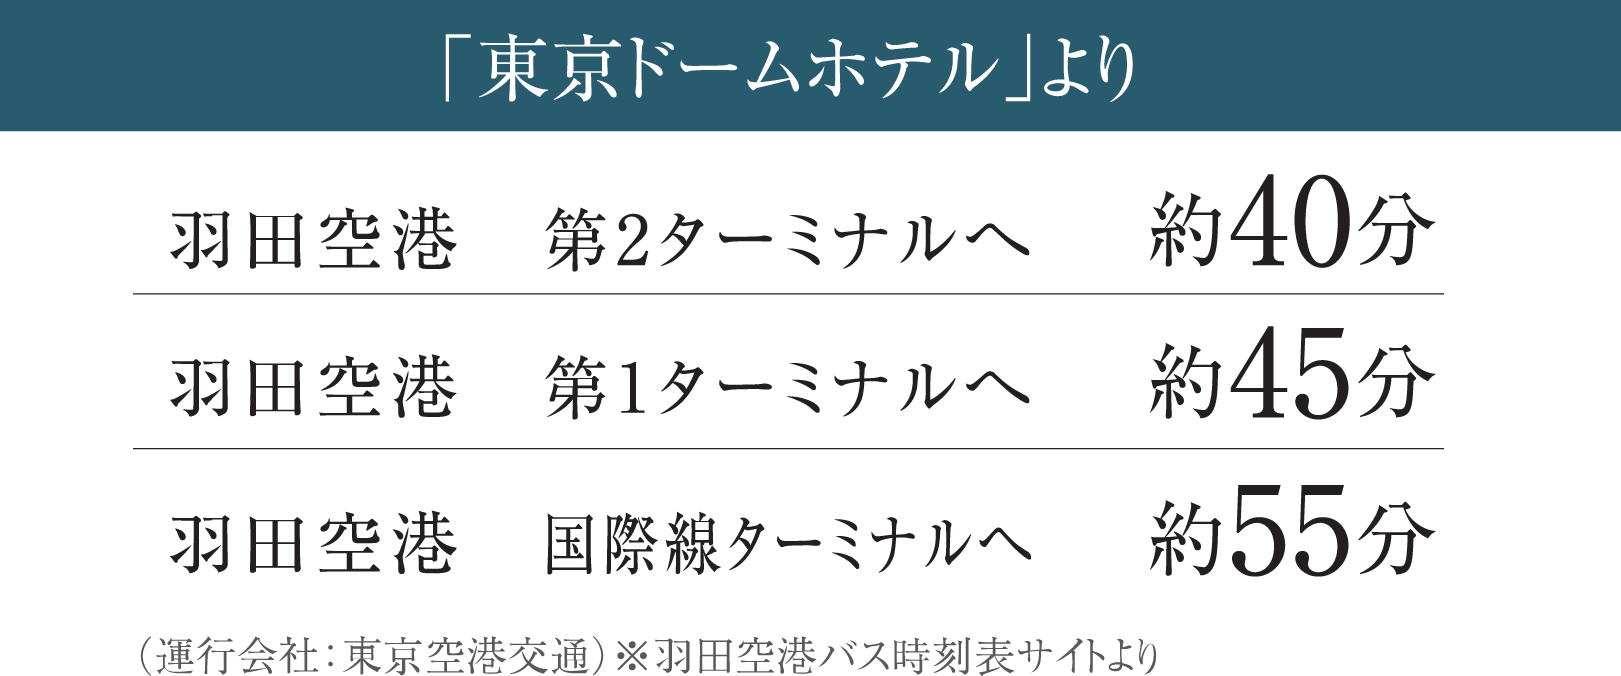 「東京ドームホテル」より
羽田空港 第2ターミナルへ 約40分
羽田空港 第1ターミナルへ 約45分
羽田空港 国際線ターミナルへ 約55分
（運行会社：東京空港交通）※羽田空港バス時刻表サイトより